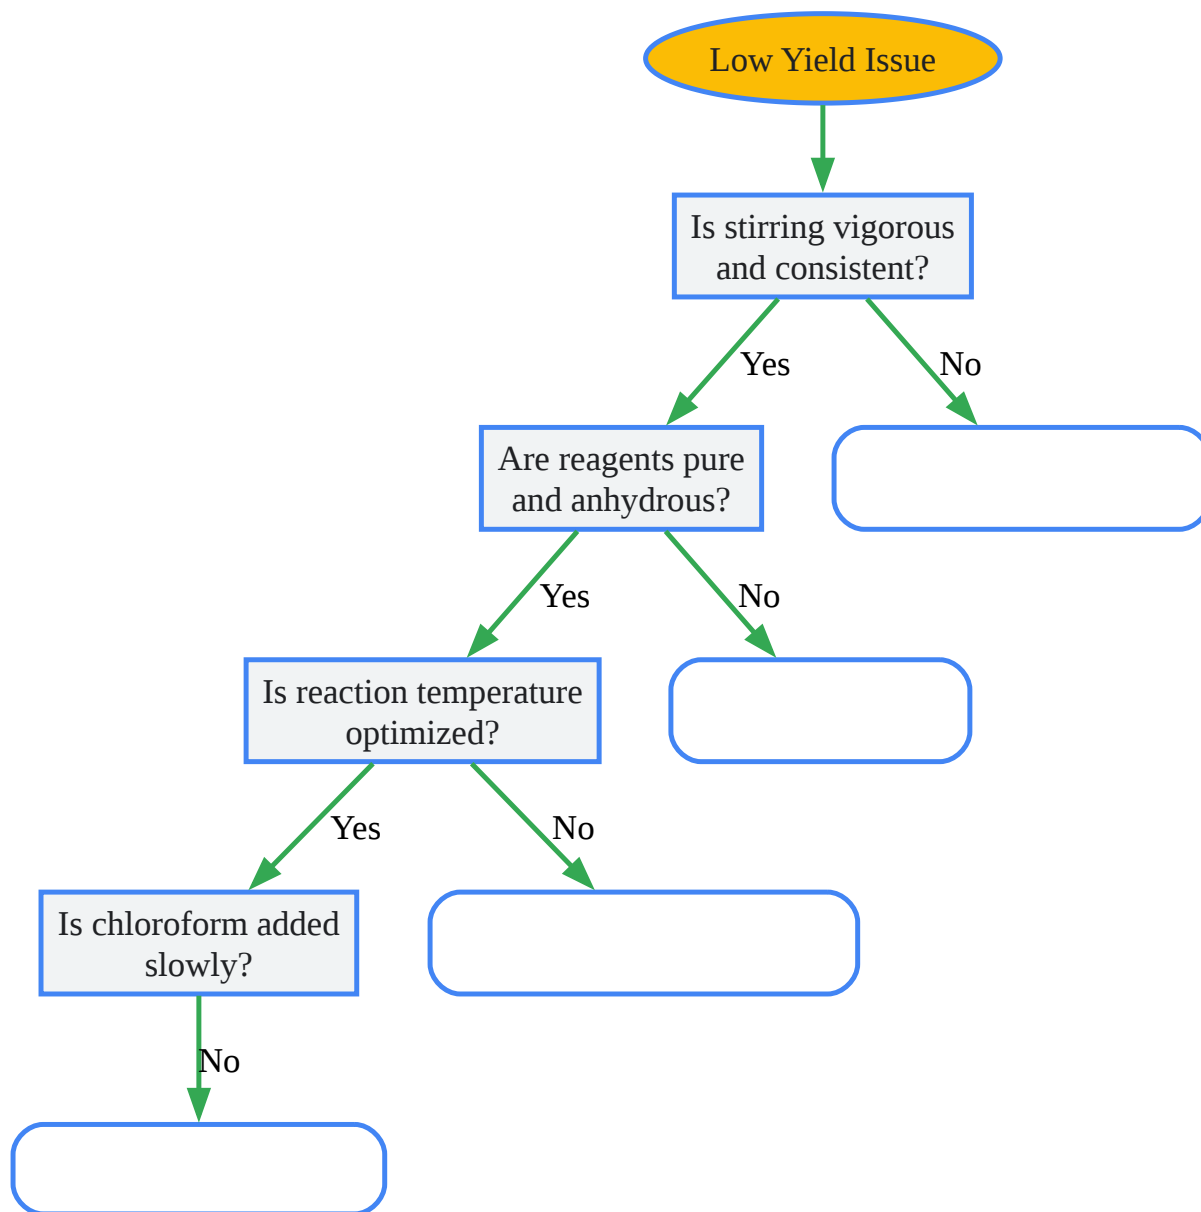 Low Yield Issue
Is stirring vigorous
and consistent?
Yes
No
Are reagents pure
and anhydrous?
Yes
No
Is reaction temperature
optimized?
Yes
No
Is chloroform added
slowly?
No